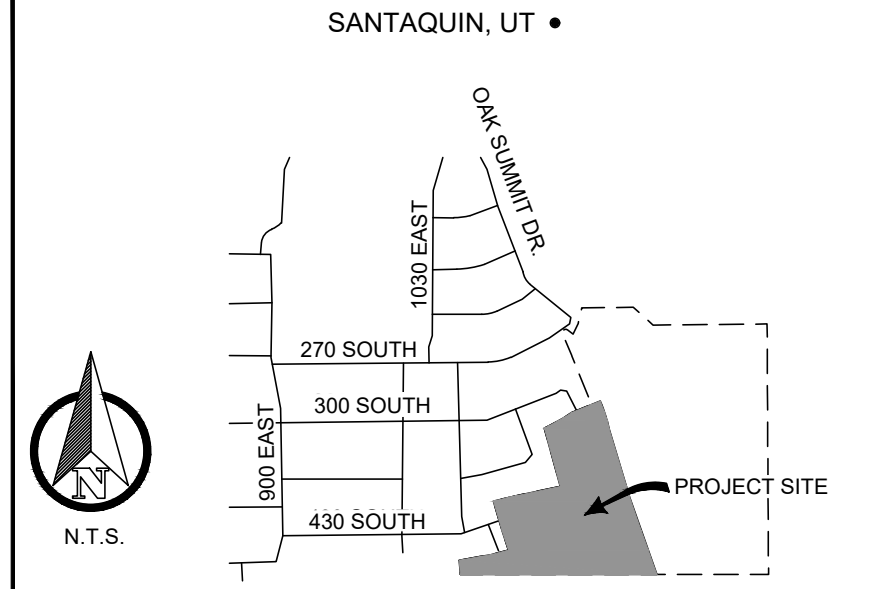 SANTAQUIN, UT
OAK SUMMIT DR.
1030 EAST
270 SOUTH
300 SOUTH
900 EAST
PROJECT SITE
N
N.T.S.
430 SOUTH